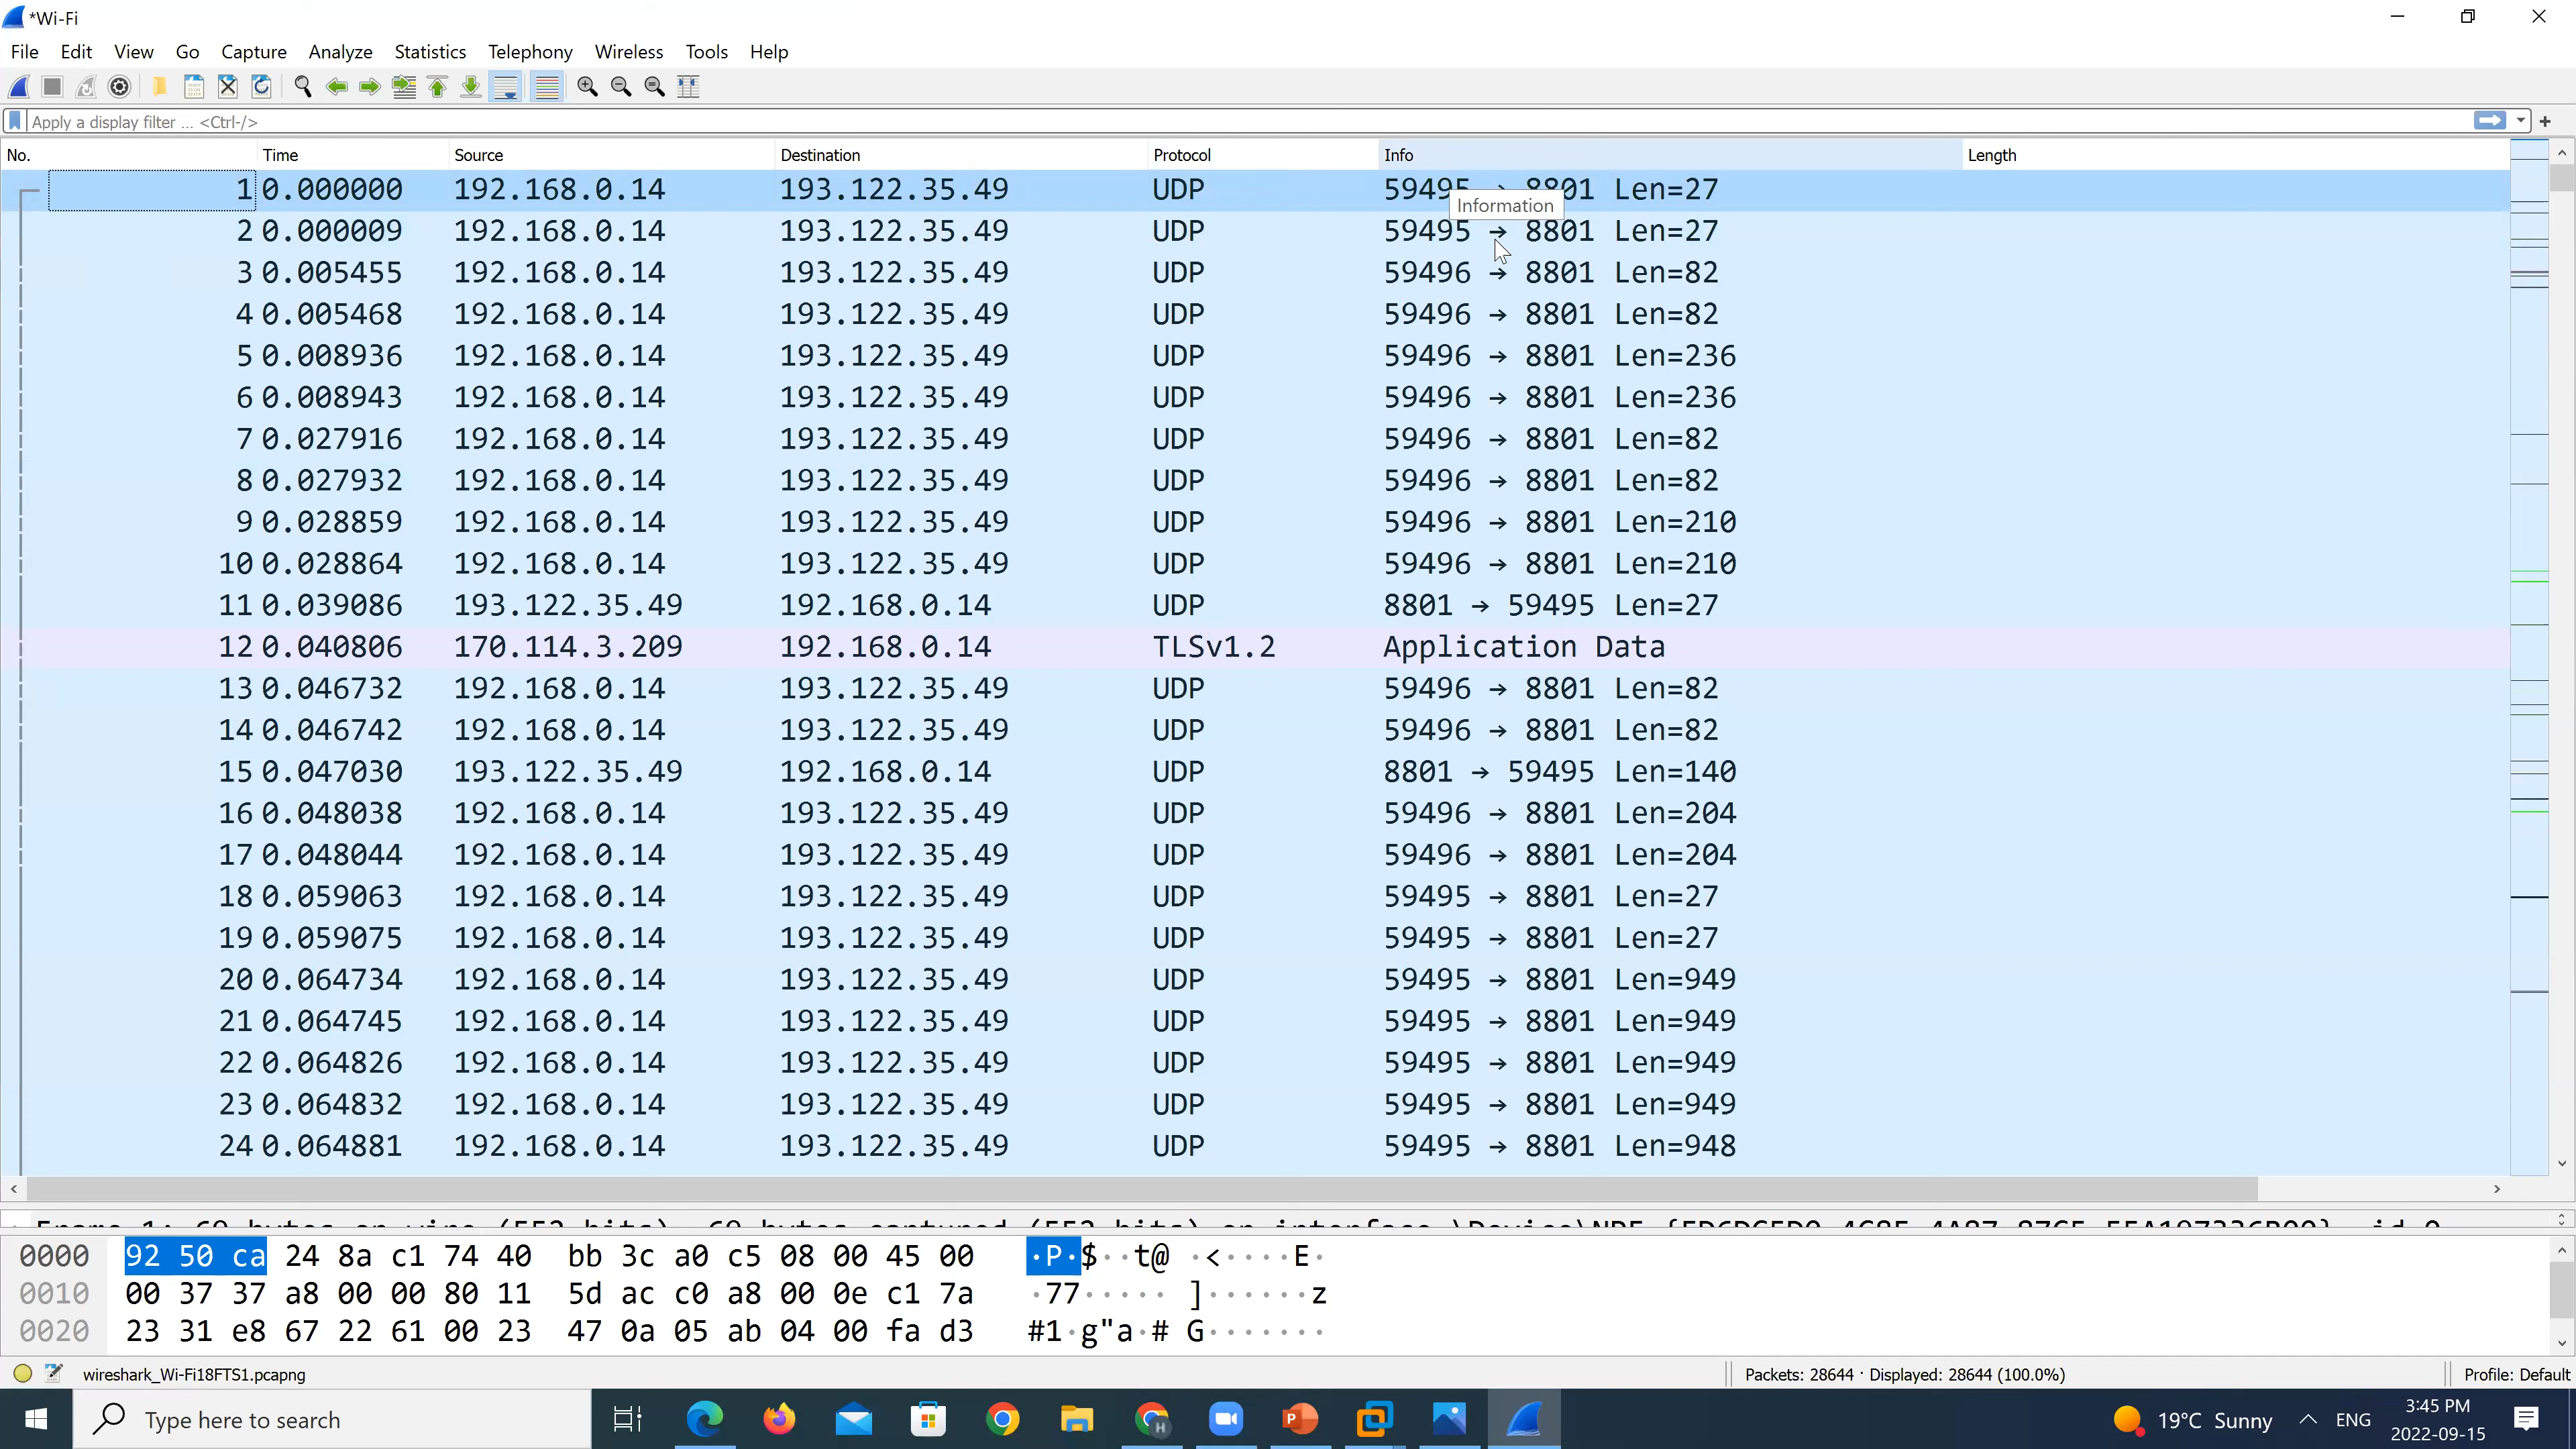 *Wi-Fi
File Edit View Go Capture Analyze Statistics Telephony Wireless Tools Help
Apply a display filter ... <Ctrl-/>
No. Time Source Destination Protocol Info Length
1 0.000000 192.168.0.14 193.122.35.49 UDP 59495 → 8801 Len=27
Information
2 0.000009 192.168.0.14 193.122.35.49 UDP 59495 → 8801 Len=27
3 0.005455 192.168.0.14 193.122.35.49 UDP 59496 → 8801 Len=82
4 0.005468 192.168.0.14 193.122.35.49 UDP 59496 → 8801 Len=82
5 0.008936 192.168.0.14 193.122.35.49 UDP 59496 → 8801 Len=236
6 0.008943 192.168.0.14 193.122.35.49 UDP 59496 → 8801 Len=236
7 0.027916 192.168.0.14 193.122.35.49 UDP 59496 → 8801 Len=82
8 0.027932 192.168.0.14 193.122.35.49 UDP 59496 → 8801 Len=82
9 0.028859 192.168.0.14 193.122.35.49 UDP 59496 → 8801 Len=210
10 0.028864 192.168.0.14 193.122.35.49 UDP 59496 → 8801 Len=210
11 0.039086 193.122.35.49 192.168.0.14 UDP 8801 → 59495 Len=27
12 0.040806 170.114.3.209 192.168.0.14 TLSv1.2 Application Data
13 0.046732 192.168.0.14 193.122.35.49 UDP 59496 → 8801 Len=82
14 0.046742 192.168.0.14 193.122.35.49 UDP 59496 → 8801 Len=82
15 0.047030 193.122.35.49 192.168.0.14 UDP 8801 → 59495 Len=140
16 0.048038 192.168.0.14 193.122.35.49 UDP 59496 → 8801 Len=204
17 0.048044 192.168.0.14 193.122.35.49 UDP 59496 → 8801 Len=204
18 0.059063 192.168.0.14 193.122.35.49 UDP 59495 → 8801 Len=27
19 0.059075 192.168.0.14 193.122.35.49 UDP 59495 → 8801 Len=27
20 0.064734 192.168.0.14 193.122.35.49 UDP 59495 → 8801 Len=949
21 0.064745 192.168.0.14 193.122.35.49 UDP 59495 → 8801 Len=949
22 0.064826 192.168.0.14 193.122.35.49 UDP 59495 → 8801 Len=949
23 0.064832 192.168.0.14 193.122.35.49 UDP 59495 → 8801 Len=949
24 0.064881 192.168.0.14 193.122.35.49 UDP 59495 → 8801 Len=948
0000 92 50 ca 24 8a c1 74 40 bb 3c a0 c5 08 00 45 00 ·P·$··t@ ·<····E·
0010 00 37 37 a8 00 00 80 11 5d ac c0 a8 00 0e c1 7a ·77····· ]······z
0020 23 31 e8 67 22 61 00 23 47 0a 05 ab 04 00 fa d3 #1·g"a·# G·······
wireshark_Wi-Fi18FTS1.pcapng Packets: 28644 · Displayed: 28644 (100.0%) Profile: Default
Type here to search 19°C Sunny ENG 3:45 PM
2022-09-15